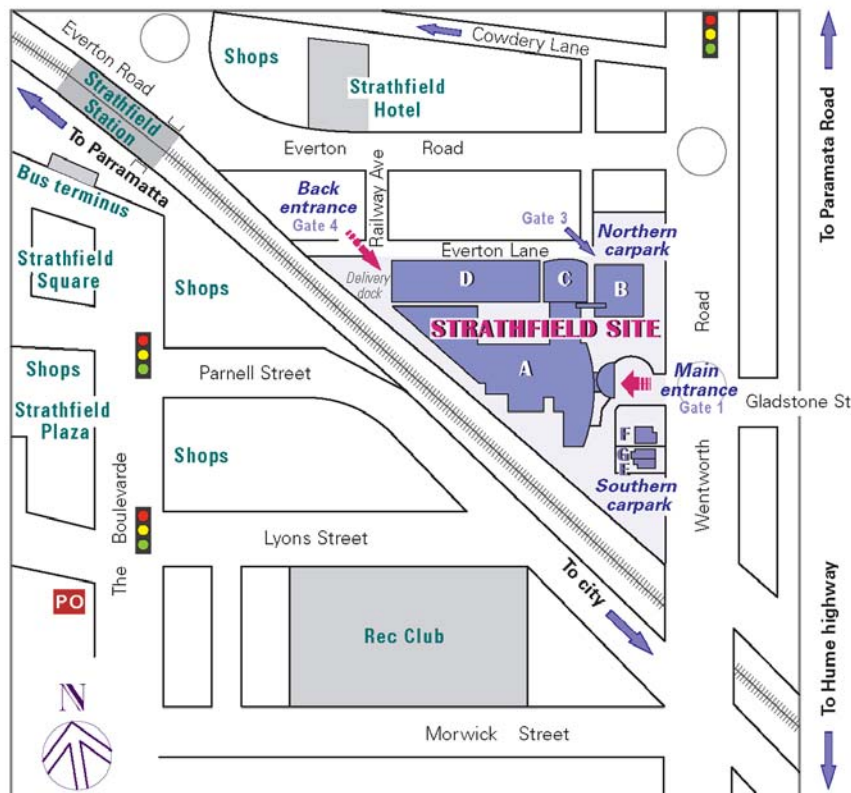 Everton Road
Cowdery Lane
Shops
Strathfield
Hotel
Strathfield
Station
To Parramatta
Everton Road
Bus terminus
Railway Ave
Back
entrance
Gate 4
Gate 3
Northern
carpark
To Paramata Road
Strathfield
Square
Shops
Everton Lane
Delivery
dock
D
C
B
STRATHFIELD SITE
A
Wentworth Road
Main
entrance
Gate 1
Gladstone St
Shops
Strathfield
Plaza
Parnell Street
F
G
E
Southern
carpark
Shops
The Boulevarde
Lyons Street
To city
PO
Rec Club
To Hume highway
N
Morwick Street